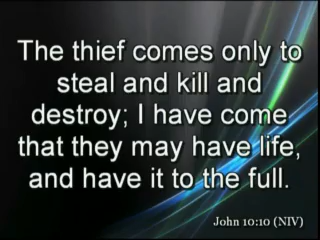 The thief comes only to
steal and kill and
destroy; I have come
that they may have life,
and have it to the full.
John 10:10 (NIV)